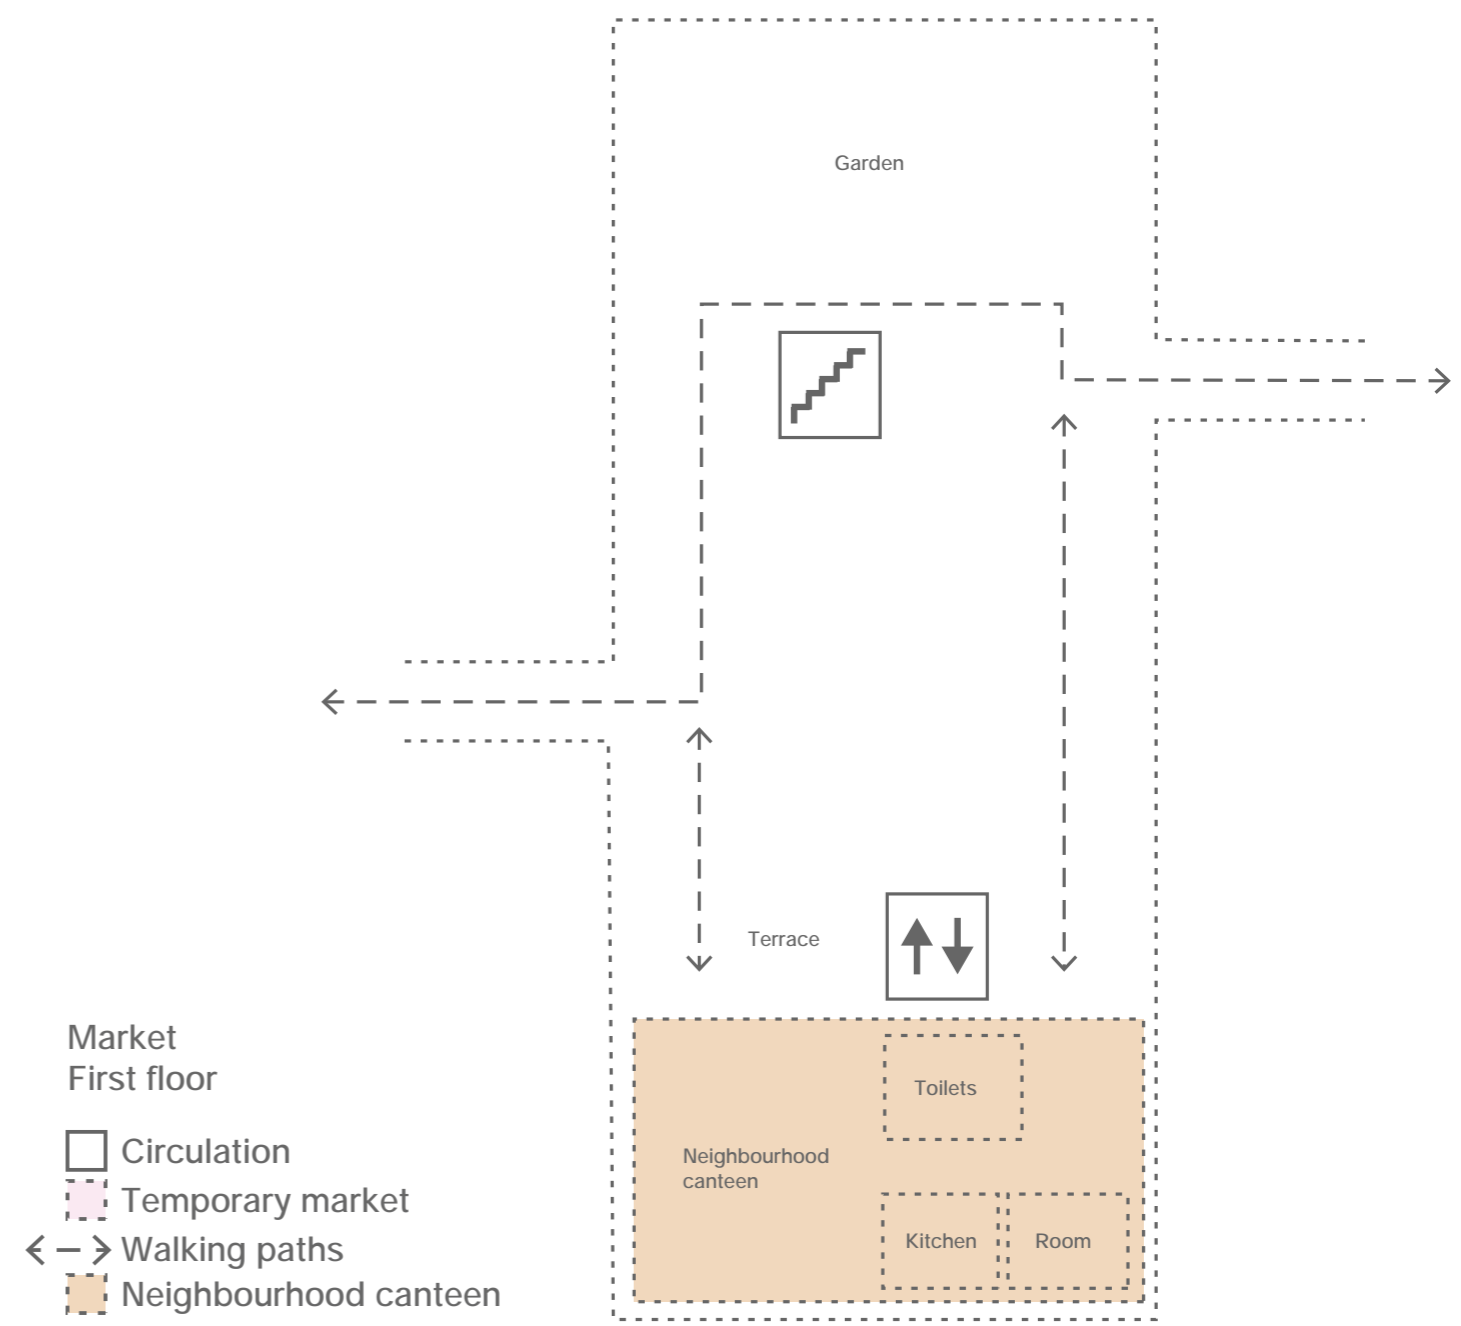 Garden
Terrace
Toilets
Neighbourhood
canteen
Kitchen
Room
Market
First floor
Circulation
Temporary market
Walking paths
Neighbourhood canteen